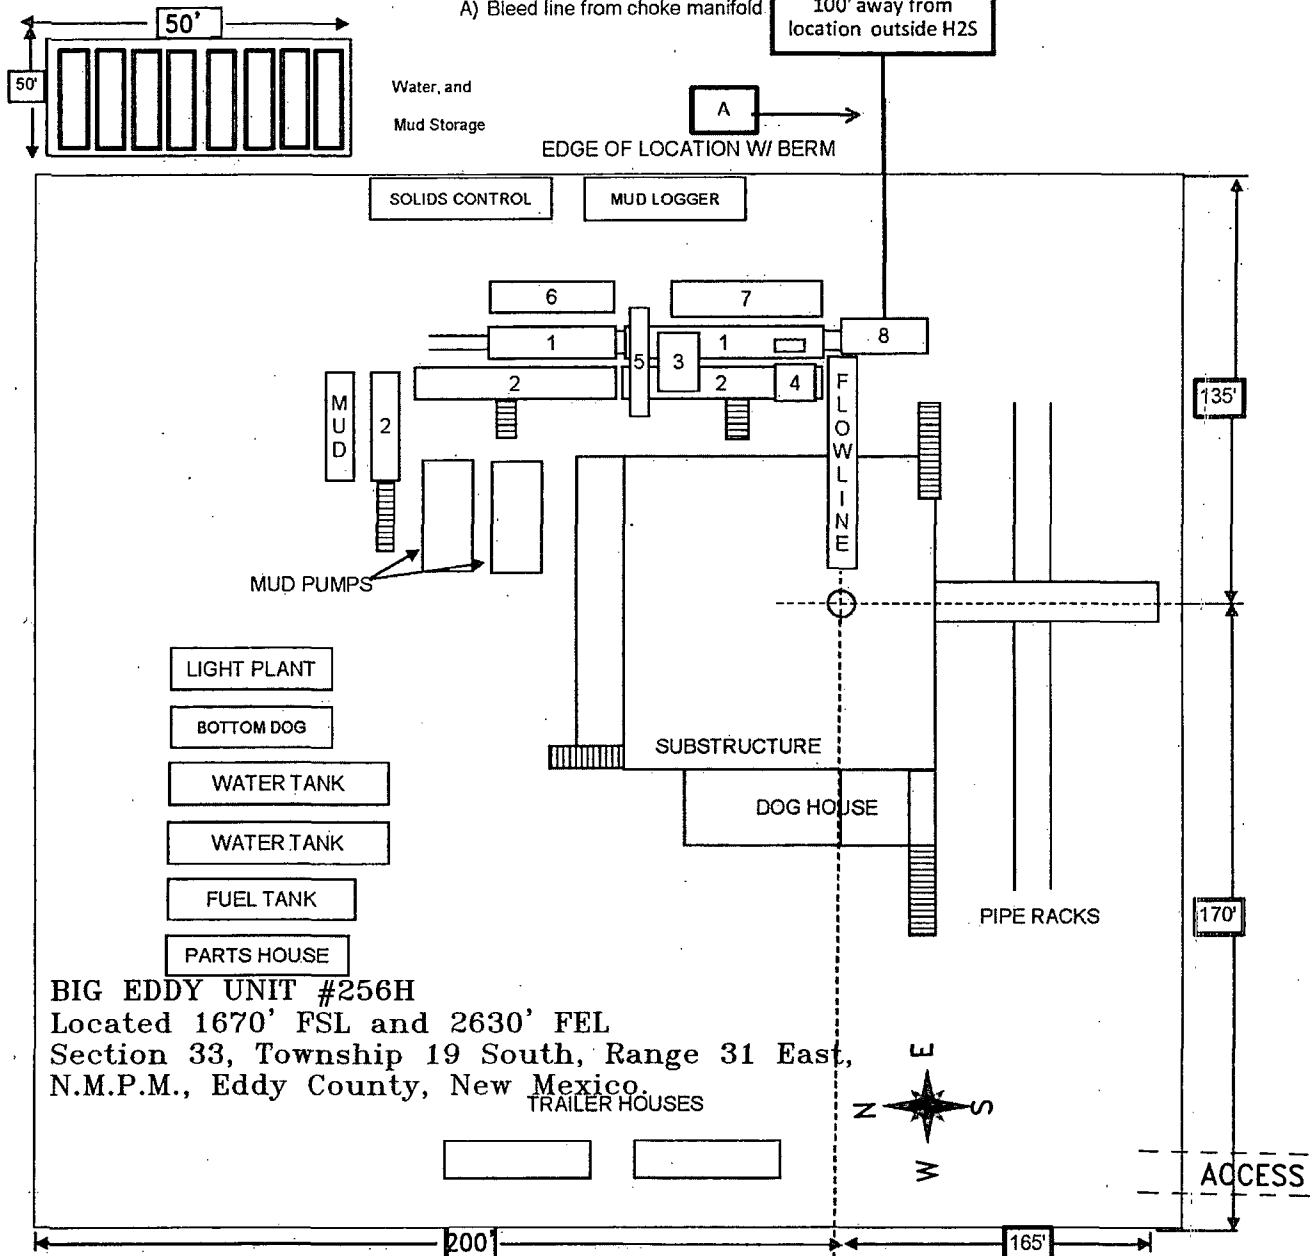 A) Bleed line from choke manifold
100' away from
location outside H2S
50'
50'
Water, and
Mud Storage
A
EDGE OF LOCATION W/ BERM
SOLIDS CONTROL
MUD LOGGER
6
7
1
1
8
5
3
2
2
4
MUD
2
FLOWLINE
135'
MUD PUMPS
LIGHT PLANT
BOTTOM DOG
WATER TANK
WATER TANK
FUEL TANK
PARTS HOUSE
SUBSTRUCTURE
DOG HOUSE
PIPE RACKS
170'
BIG EDDY UNIT #256H
Located 1670' FSL and 2630' FEL
Section 33, Township 19 South, Range 31 East,
N.M.P.M., Eddy County, New Mexico.
TRAILER HOUSES
E
N
S
W
ACCESS
200'
165'